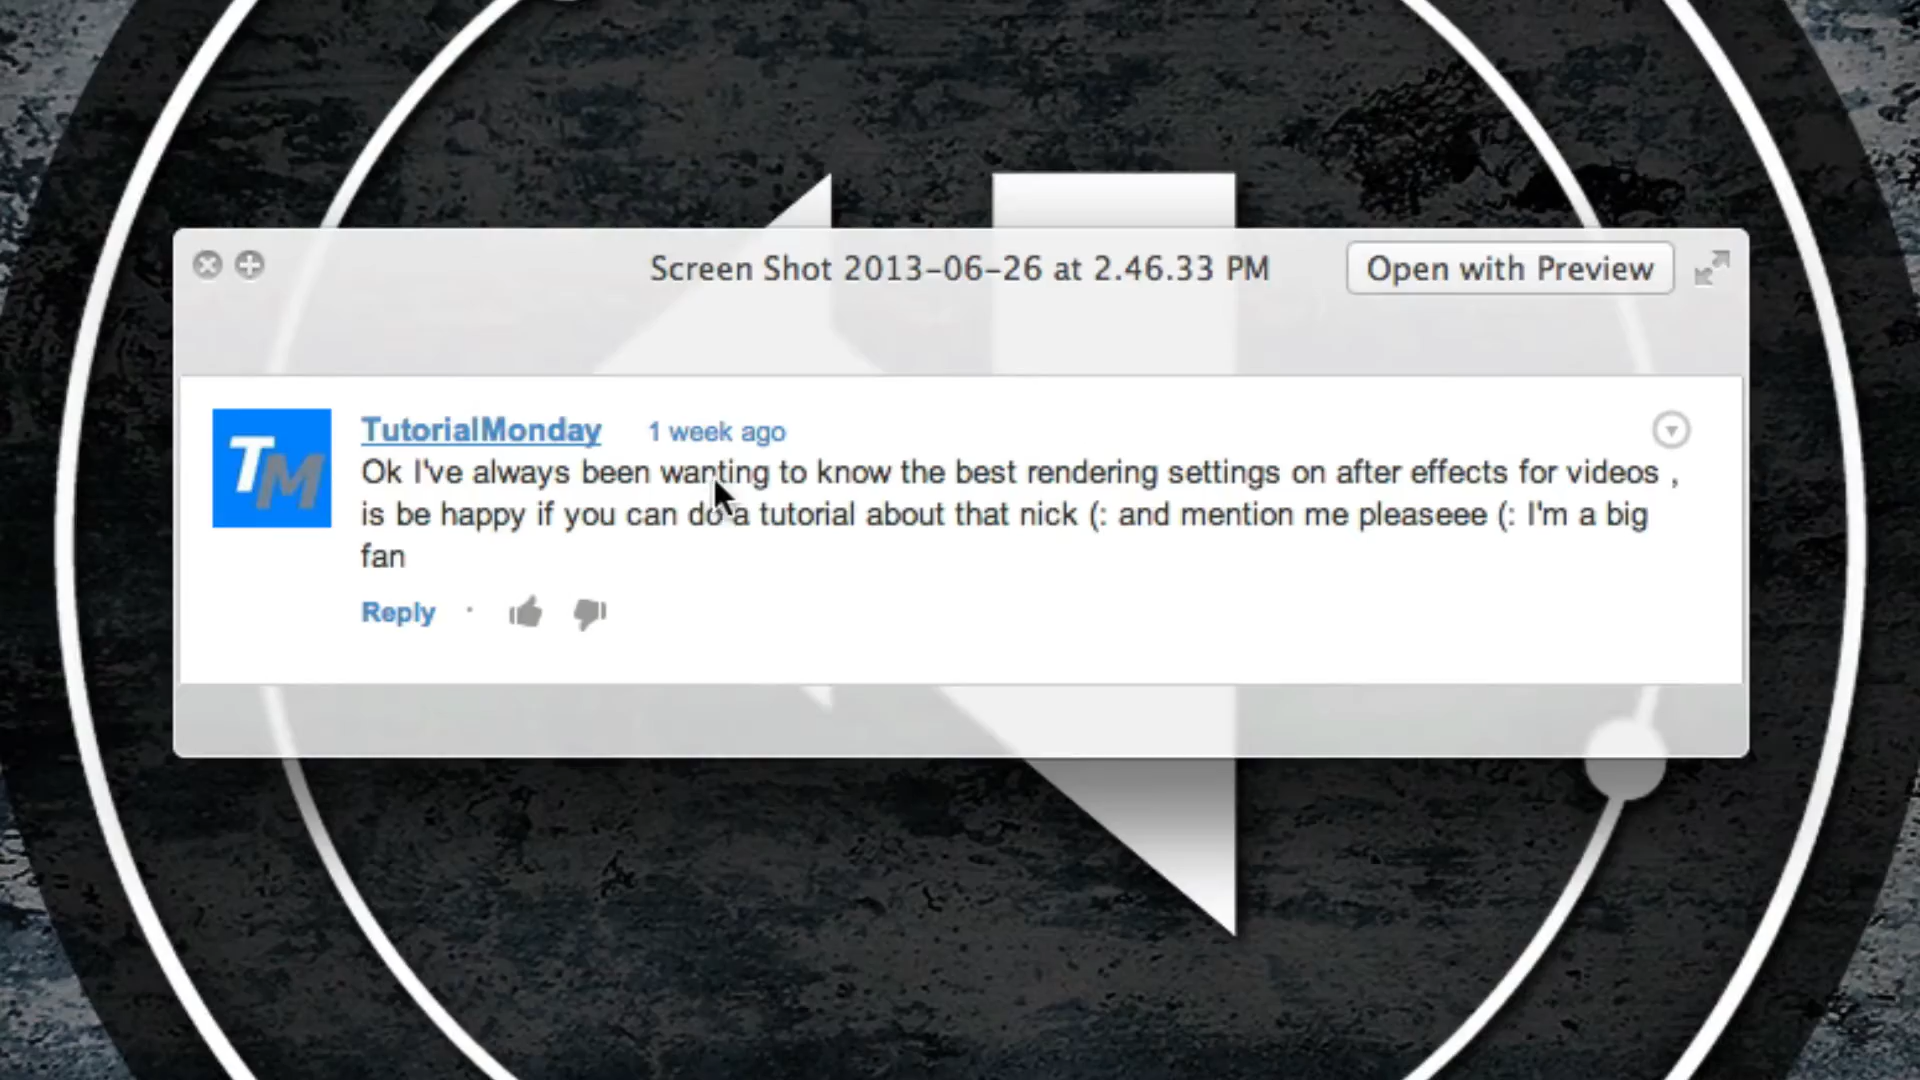 Screen Shot 2013-06-26 at 2.46.33 PM
Open with Preview
TM
TutorialMonday 1 week ago
Ok I've always been wanting to know the best rendering settings on after effects for videos ,
is be happy if you can do a tutorial about that nick (: and mention me pleaseee (: I'm a big
fan
Reply ·